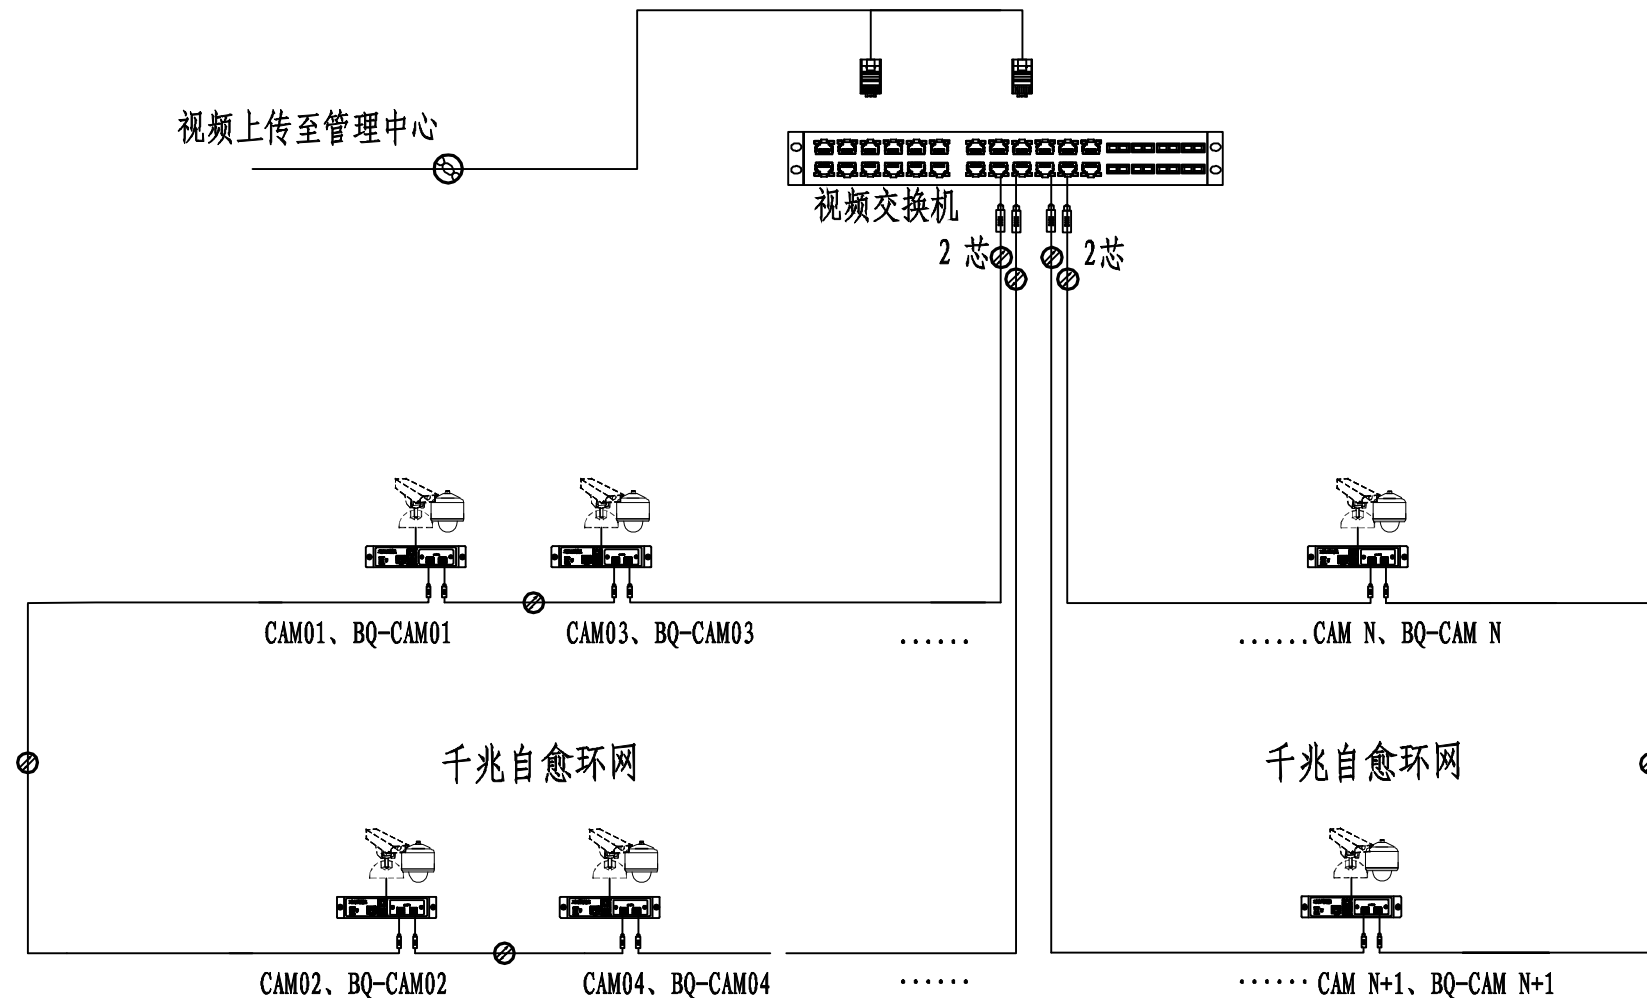 视频上传至管理中心
视频交换机
2 芯
2芯
CAM01、BQ-CAM01
CAM03、BQ-CAM03
......
......CAM N、BQ-CAM N
千兆自愈环网
千兆自愈环网
CAM02、BQ-CAM02
CAM04、BQ-CAM04
......
......CAM N+1、BQ-CAM N+1